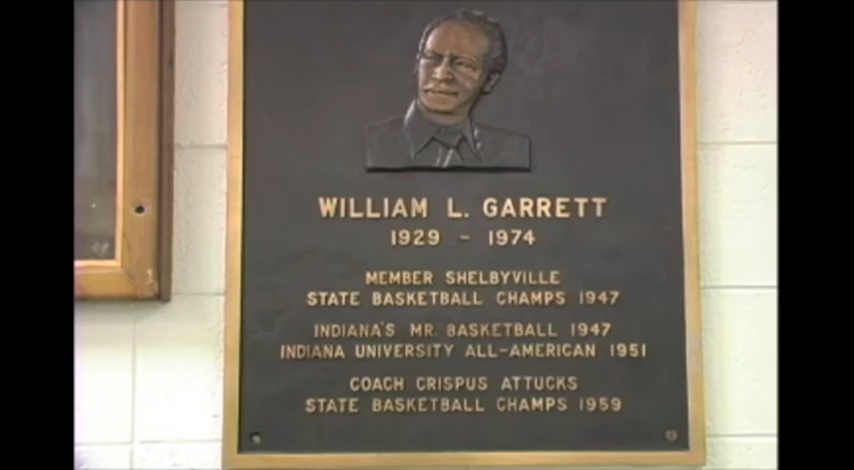 WILLIAM L. GARRETT
1929 - 1974
MEMBER SHELBYVILLE
STATE BASKETBALL CHAMPS 1947
INDIANA'S MR. BASKETBALL 1947
INDIANA UNIVERSITY ALL-AMERICAN 1951
COACH CRISPUS ATTUCKS
STATE BASKETBALL CHAMPS 1959